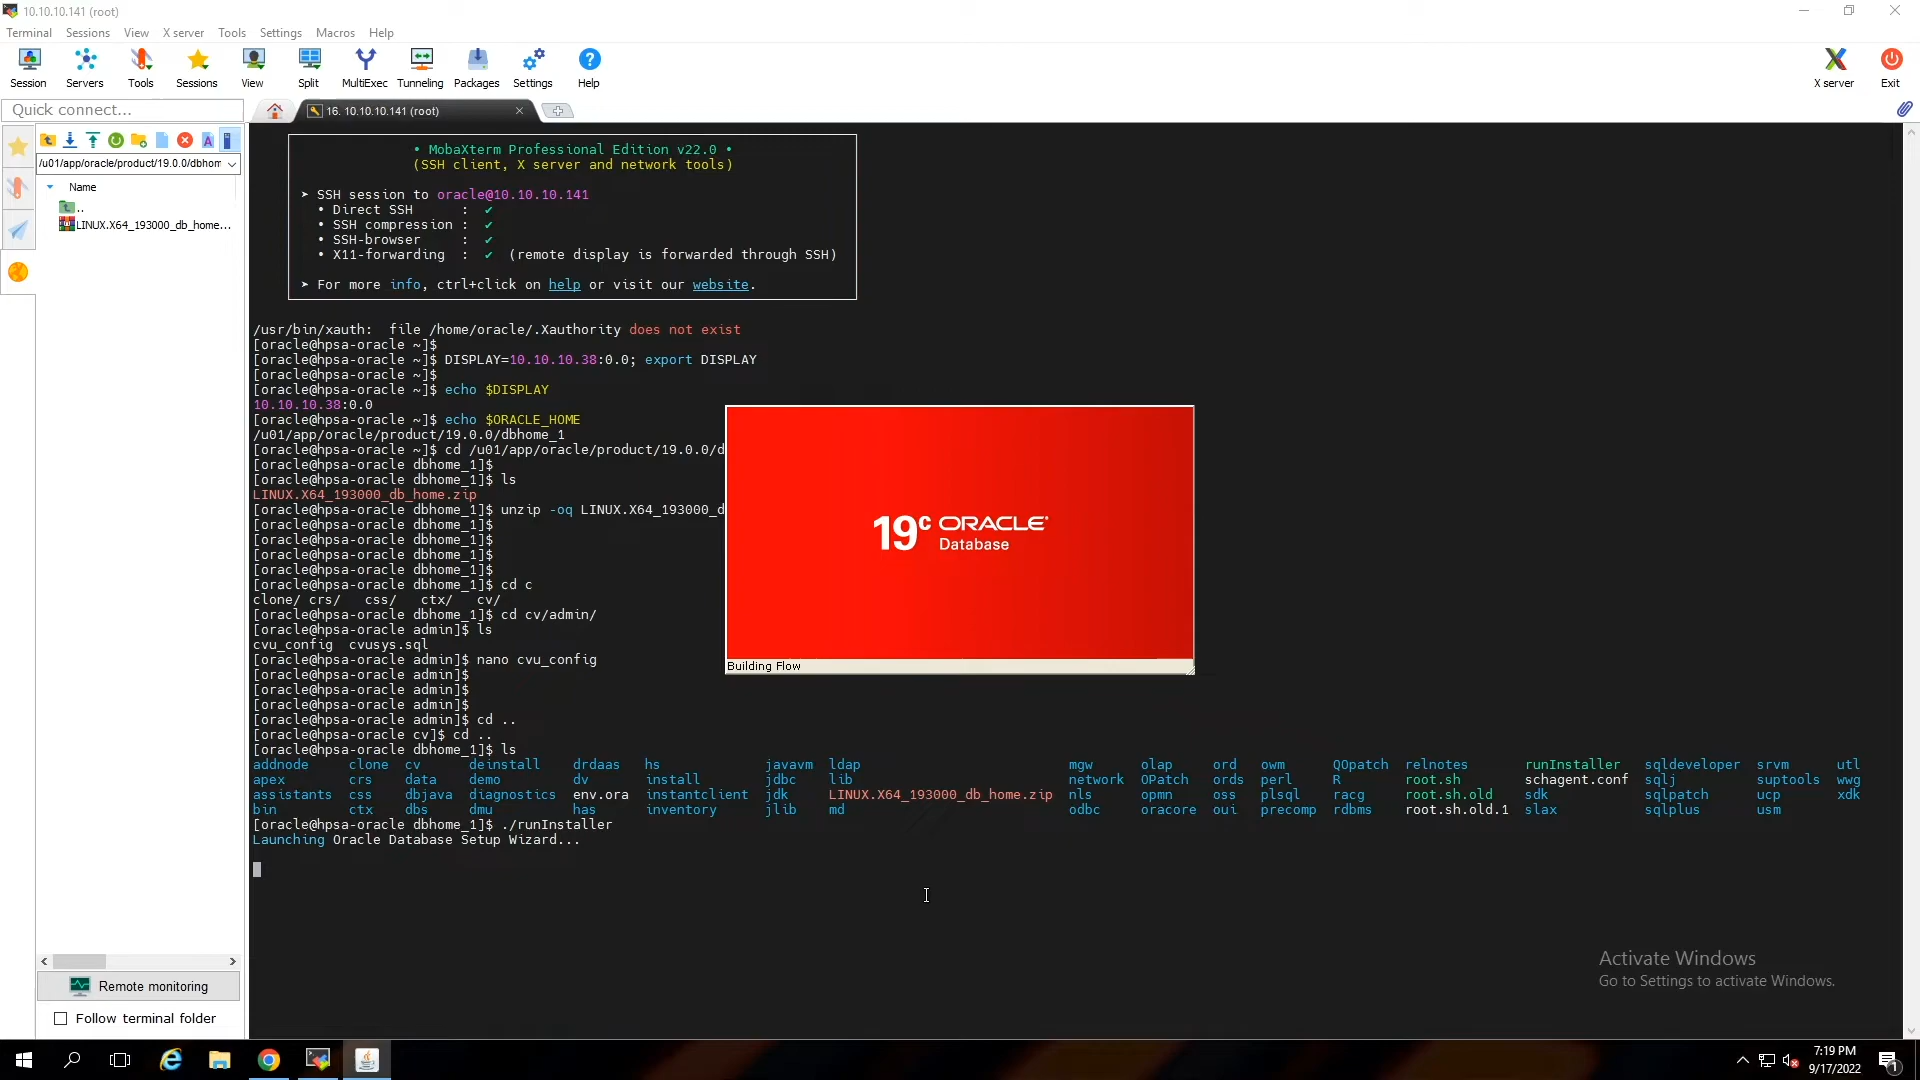 10.10.10.141 (root)
Terminal Sessions View X server Tools Settings Macros Help
Session Servers Tools Sessions View Split MultiExec Tunneling Packages Settings Help X server Exit
Quick connect...
16. 10.10.10.141 (root)
/u01/app/oracle/product/19.0.0/dbhom
Name
..
LINUX.X64_193000_db_home...
• MobaXterm Professional Edition v22.0 •
(SSH client, X server and network tools)
➤ SSH session to oracle@10.10.10.141
• Direct SSH : ✔
• SSH compression : ✔
• SSH-browser : ✔
• X11-forwarding : ✔ (remote display is forwarded through SSH)
➤ For more info, ctrl+click on help or visit our website.
/usr/bin/xauth: file /home/oracle/.Xauthority does not exist
[oracle@hpsa-oracle ~]$
[oracle@hpsa-oracle ~]$ DISPLAY=10.10.10.38:0.0; export DISPLAY
[oracle@hpsa-oracle ~]$
[oracle@hpsa-oracle ~]$ echo $DISPLAY
10.10.10.38:0.0
[oracle@hpsa-oracle ~]$ echo $ORACLE_HOME
/u01/app/oracle/product/19.0.0/dbhome_1
[oracle@hpsa-oracle ~]$ cd /u01/app/oracle/product/19.0.0/d
[oracle@hpsa-oracle dbhome_1]$
[oracle@hpsa-oracle dbhome_1]$ ls
LINUX.X64_193000_db_home.zip
[oracle@hpsa-oracle dbhome_1]$ unzip -oq LINUX.X64_193000_d
[oracle@hpsa-oracle dbhome_1]$
[oracle@hpsa-oracle dbhome_1]$
[oracle@hpsa-oracle dbhome_1]$
[oracle@hpsa-oracle dbhome_1]$
[oracle@hpsa-oracle dbhome_1]$ cd c
clone/ crs/ css/ ctx/ cv/
[oracle@hpsa-oracle dbhome_1]$ cd cv/admin/
[oracle@hpsa-oracle admin]$ ls
cvu_config cvusys.sql
[oracle@hpsa-oracle admin]$ nano cvu_config
[oracle@hpsa-oracle admin]$
[oracle@hpsa-oracle admin]$
[oracle@hpsa-oracle admin]$
[oracle@hpsa-oracle admin]$ cd ..
[oracle@hpsa-oracle cv]$ cd ..
[oracle@hpsa-oracle dbhome_1]$ ls
addnode clone cv deinstall drdaas hs javavm ldap mgw olap ord owm QOpatch relnotes runInstaller sqldeveloper srvm utl
apex crs data demo dv install jdbc lib network OPatch ords perl R root.sh schagent.conf sqlj suptools wwg
assistants css dbjava diagnostics env.ora instantclient jdk LINUX.X64_193000_db_home.zip nls opmn oss plsql racg root.sh.old sdk sqlpatch ucp xdk
bin ctx dbs dmu has inventory jlib md odbc oracore oui precomp rdbms root.sh.old.1 slax sqlplus usm
[oracle@hpsa-oracle dbhome_1]$ ./runInstaller
Launching Oracle Database Setup Wizard...
19c ORACLE
Database
Building Flow
Remote monitoring
Follow terminal folder
Activate Windows
Go to Settings to activate Windows.
7:19 PM
9/17/2022
1